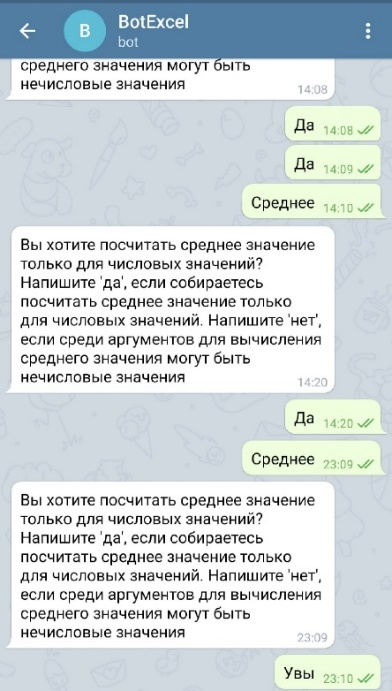 BotExcel
B
bot
среднего значения могут быть
нечисловые значения
14:08
Да 14:08
Да 14:09
Среднее 14:10
Вы хотите посчитать среднее значение
только для числовых значений?
Напишите 'да', если собираетесь
посчитать среднее значение только
для числовых значений. Напишите 'нет',
если среди аргументов для вычисления
среднего значения могут быть
нечисловые значения
14:20
Да 14:20
Среднее 23:09
Вы хотите посчитать среднее значение
только для числовых значений?
Напишите 'да', если собираетесь
посчитать среднее значение только
для числовых значений. Напишите 'нет',
если среди аргументов для вычисления
среднего значения могут быть
нечисловые значения
23:09
Увы 23:10